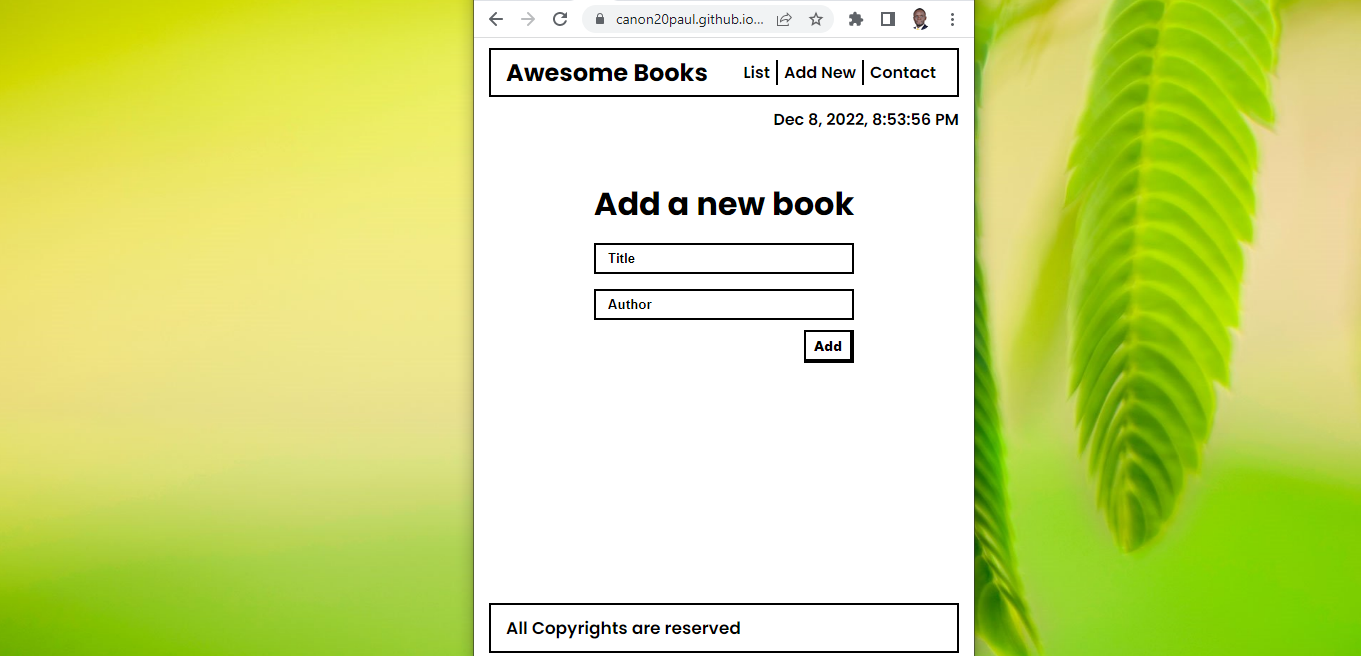 canon20paul.github.io...
Awesome Books List Add New Contact
Dec 8, 2022, 8:53:56 PM
Add a new book
Title
Author
Add
All Copyrights are reserved